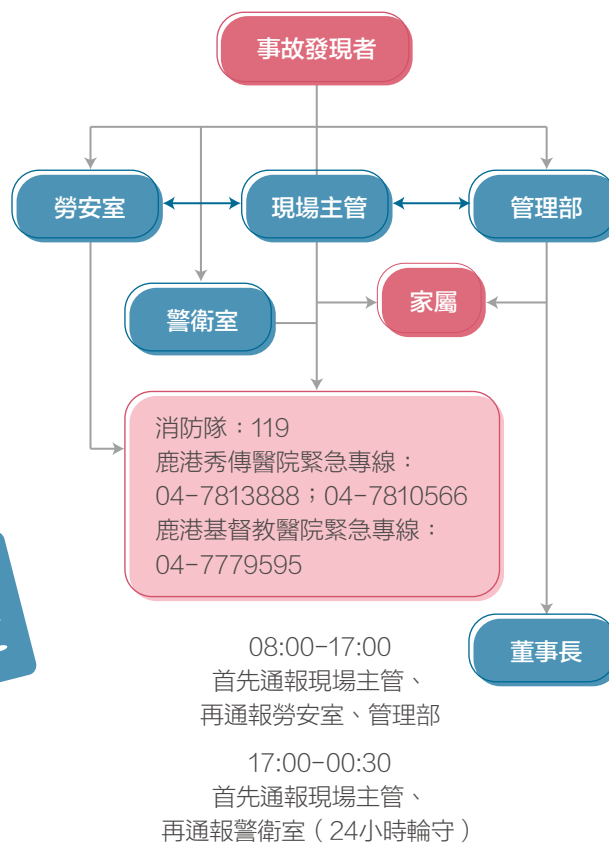 事故發現者
勞安室
現場主管
管理部
警衛室
家屬
消防隊：119
鹿港秀傳醫院緊急專線：
04-7813888；04-7810566
鹿港基督教醫院緊急專線：
04-7779595
董事長
08:00-17:00
首先通報現場主管、
再通報勞安室、管理部
17:00-00:30
首先通報現場主管、
再通報警衛室（24小時輪守）